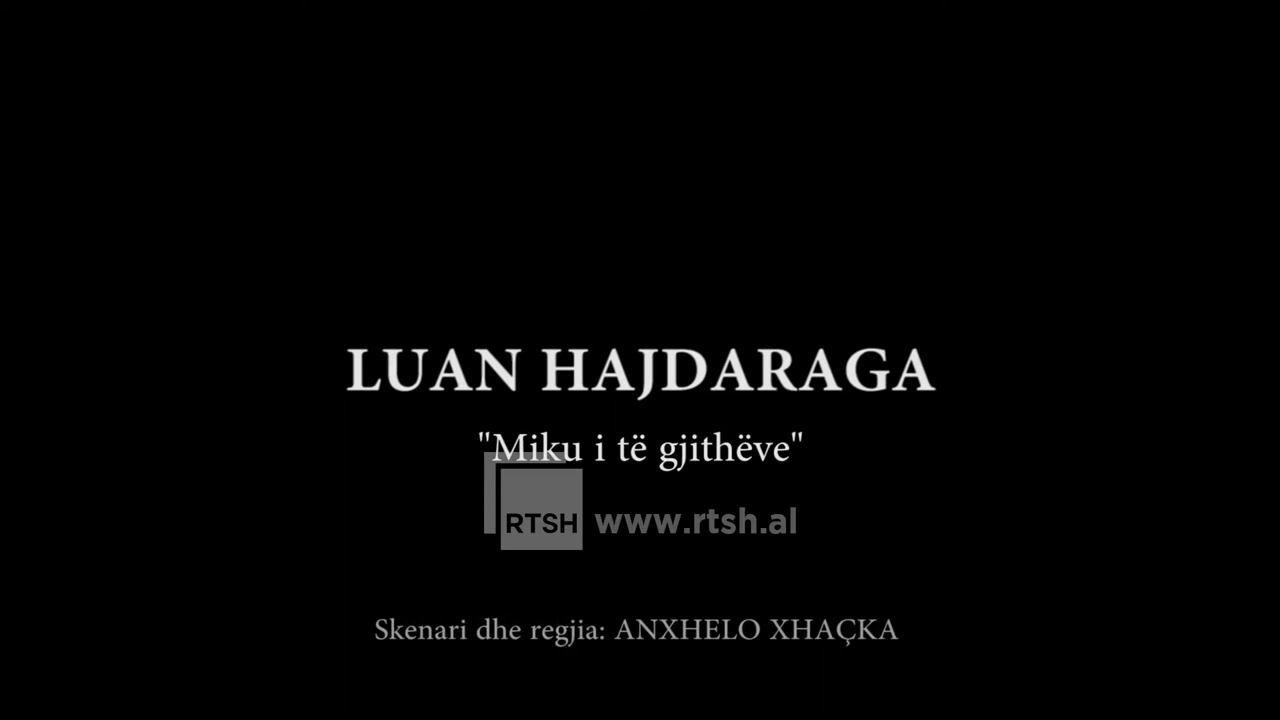 LUAN HAJDARAGA
"Miku i të gjithëve"
RTSH www.rtsh.al
Skenari dhe regjia: ANXHELO XHAÇKA